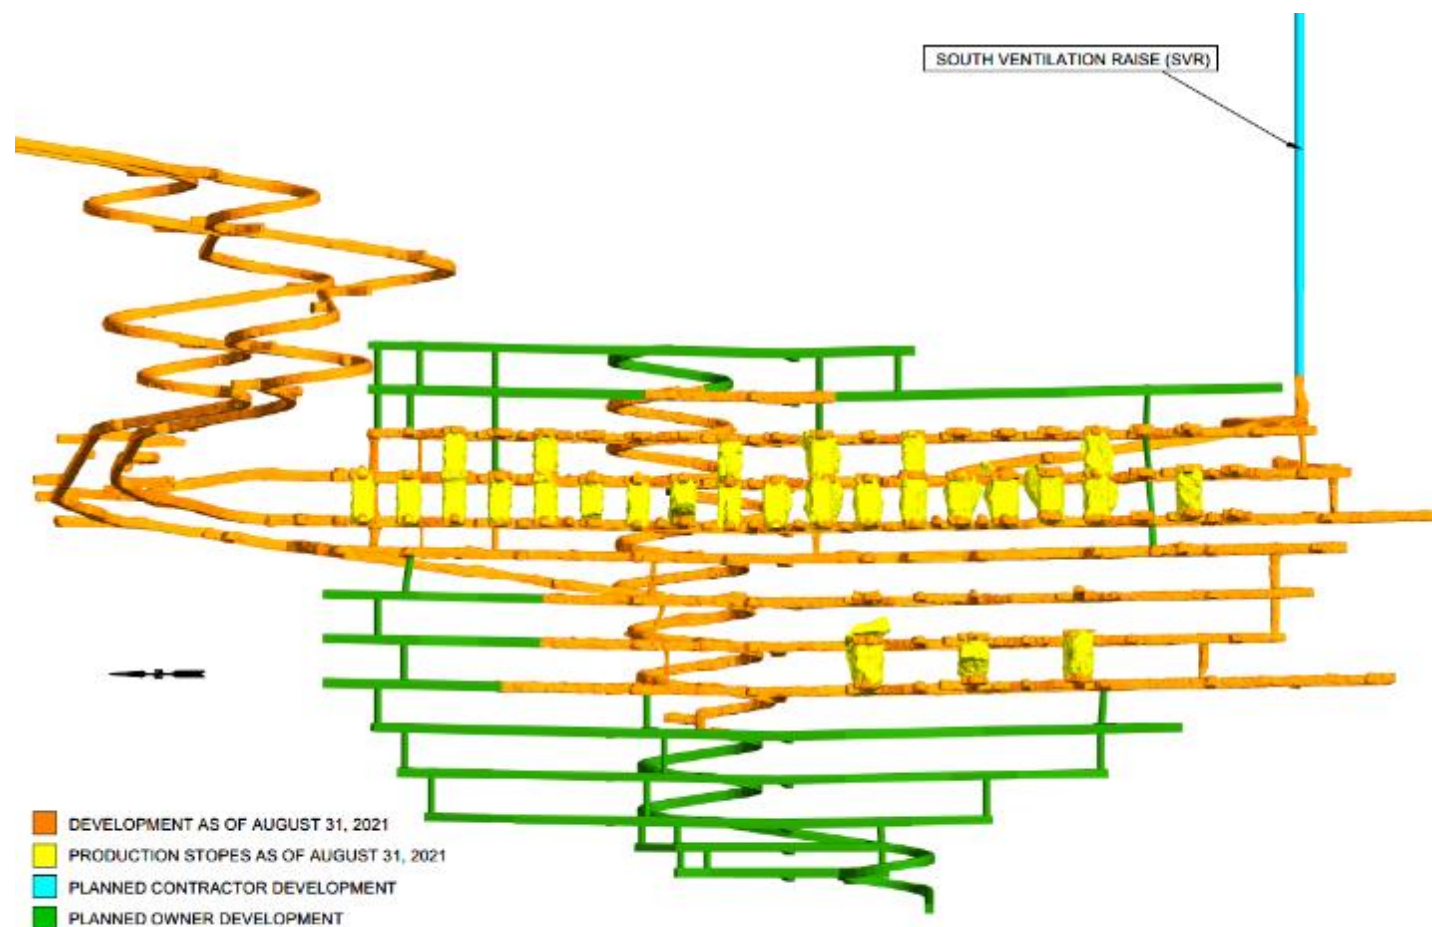 SOUTH VENTILATION RAISE (SVR)
DEVELOPMENT AS OF AUGUST 31, 2021
PRODUCTION STOPES AS OF AUGUST 31, 2021
PLANNED CONTRACTOR DEVELOPMENT
PLANNED OWNER DEVELOPMENT